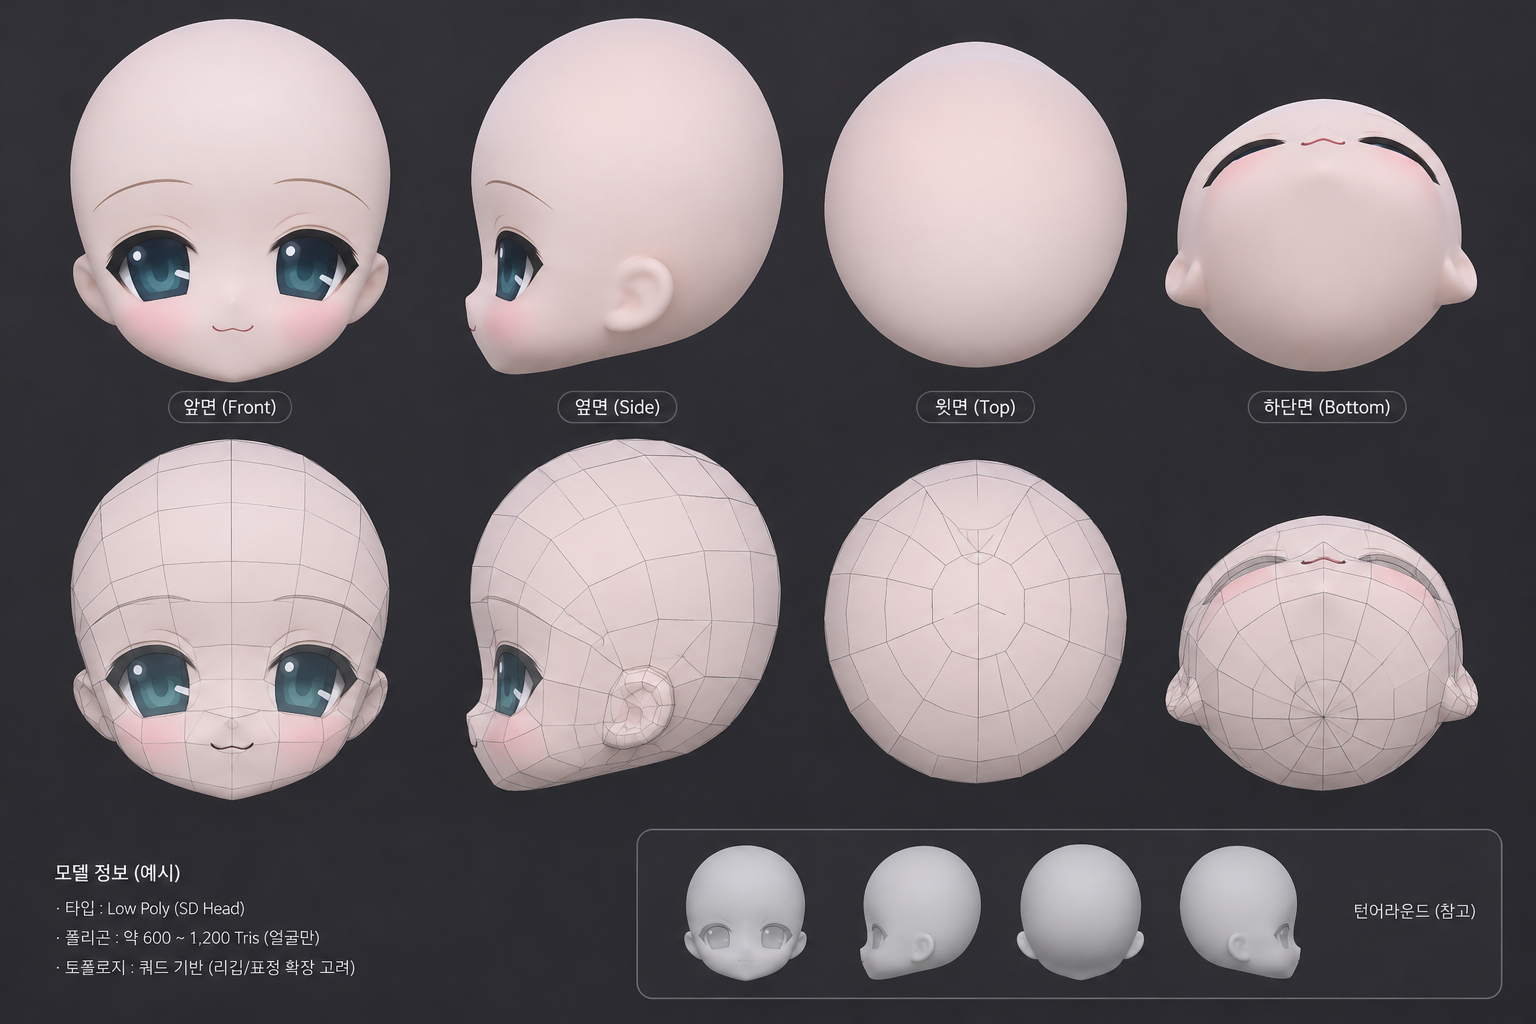 앞면 (Front)
옆면 (Side)
윗면 (Top)
하단면 (Bottom)
모델 정보 (예시)
· 타입 : Low Poly (SD Head)
· 폴리곤 : 약 600 ~ 1,200 Tris (얼굴만)
· 토폴로지 : 쿼드 기반 (리깅/표정 확장 고려)
턴어라운드 (참고)